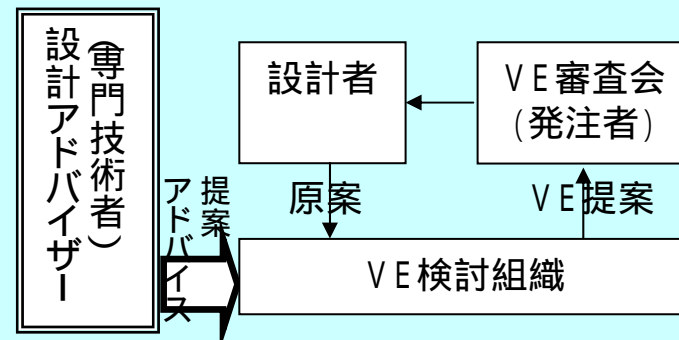 設計アドバイザー
(専門技術者)
設計者
VE審査会
(発注者)
提案
アドバイス
原案
VE提案
VE検討組織